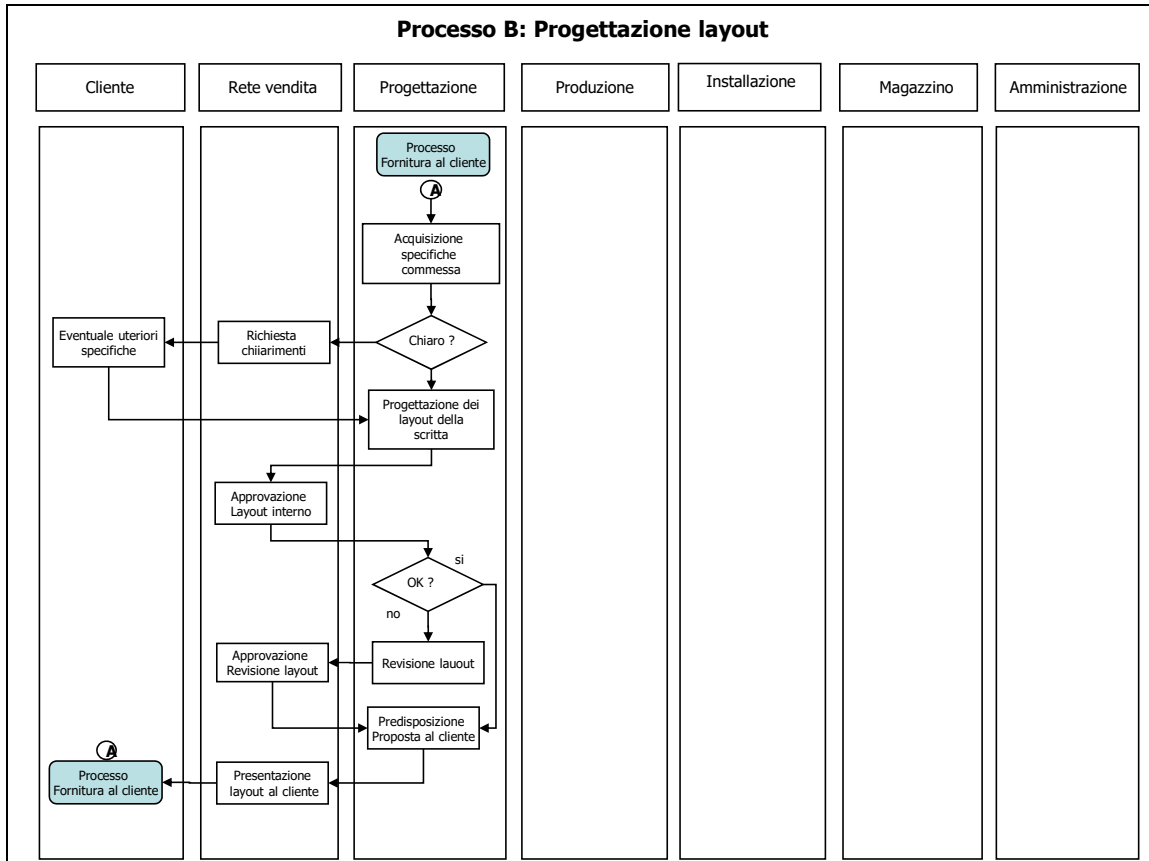 Processo B: Progettazione layout
Cliente
Rete vendita
Progettazione
Produzione
Installazione
Magazzino
Amministrazione
Processo
Fornitura al cliente
A
Acquisizione
specifiche
commessa
Eventuale uteriori
specifiche
Richiesta
chiiarimenti
Chiaro ?
Progettazione dei
layout della
scritta
Approvazione
Layout interno
si
OK ?
no
Approvazione
Revisione layout
Revisione lauout
Predisposizione
Proposta al cliente
A
Processo
Fornitura al cliente
Presentazione
layout al cliente